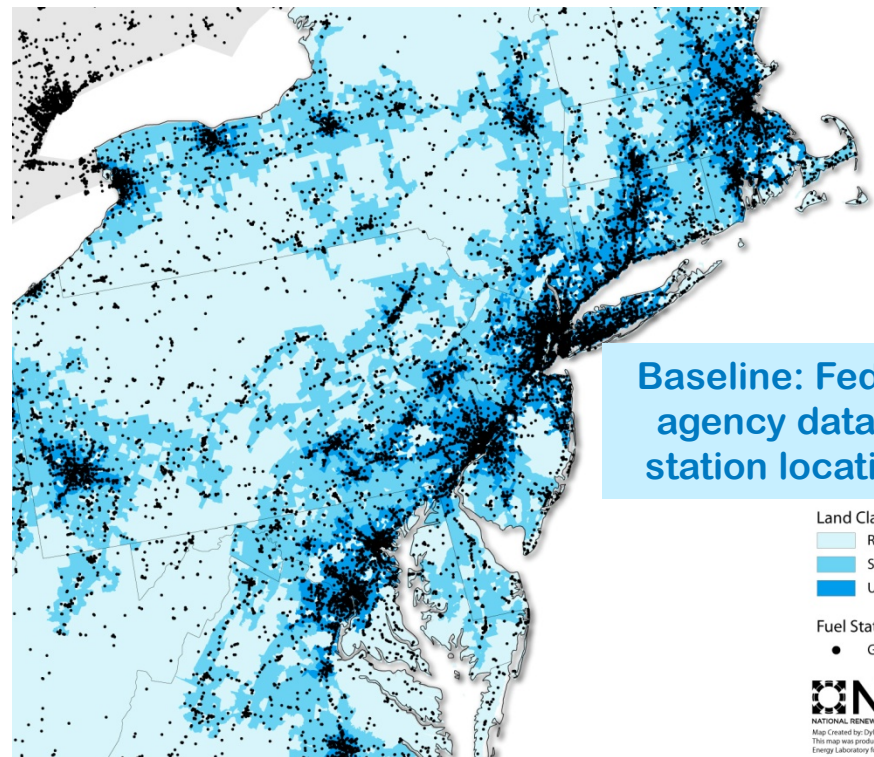 Baseline: Fed
agency data
station locati
Land Cla
R
S
U
Fuel Stat
G
N
NATIONAL RENEW
Map Created by: Dyl
This map was produ
Energy Laboratory f